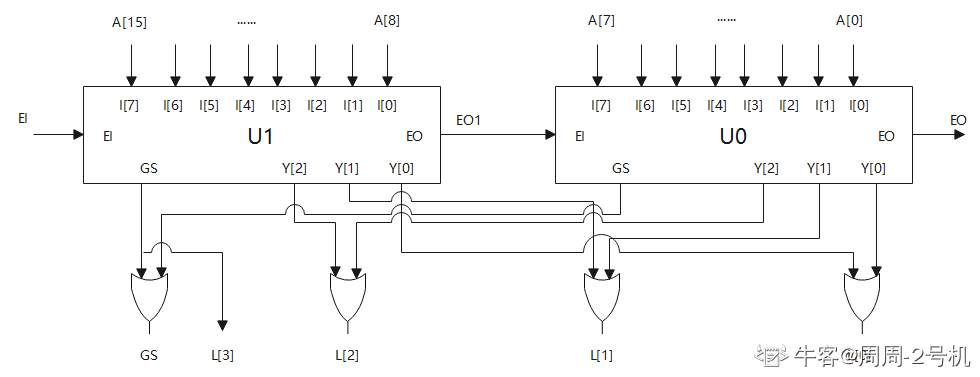 A[15] ...... A[8] A[7] ...... A[0]
I[7] I[6] I[5] I[4] I[3] I[2] I[1] I[0] I[7] I[6] I[5] I[4] I[3] I[2] I[1] I[0]
EI EI U1 EO EO1 EI U0 EO EO
GS Y[2] Y[1] Y[0] GS Y[2] Y[1] Y[0]
GS L[3] L[2] L[1]
牛客@周周-2号机